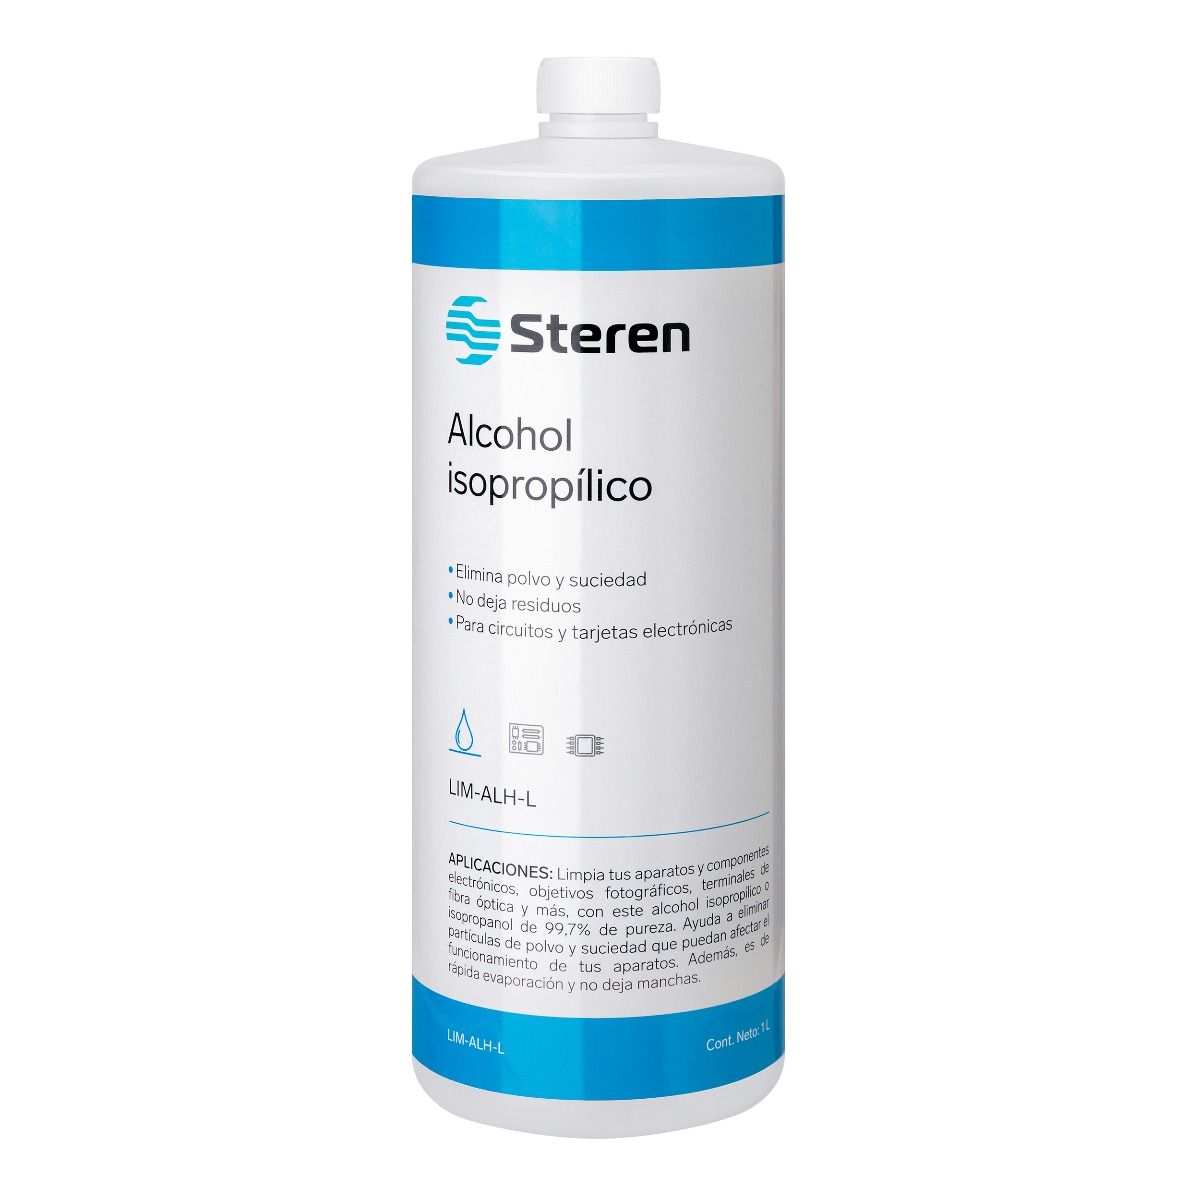 Steren
Alcohol
isopropílico
• Elimina polvo y suciedad
• No deja residuos
• Para circuitos y tarjetas electrónicas
LIM-ALH-L
APLICACIONES: Limpia tus aparatos y componentes
electrónicos, objetivos fotográficos, terminales de
fibra óptica y más, con este alcohol isopropílico o
isopropanol de 99,7% de pureza. Ayuda a eliminar
partículas de polvo y suciedad que puedan afectar el
funcionamiento de tus aparatos. Además, es de
rápida evaporación y no deja manchas.
LIM-ALH-L
Cont. Neto: 1 L